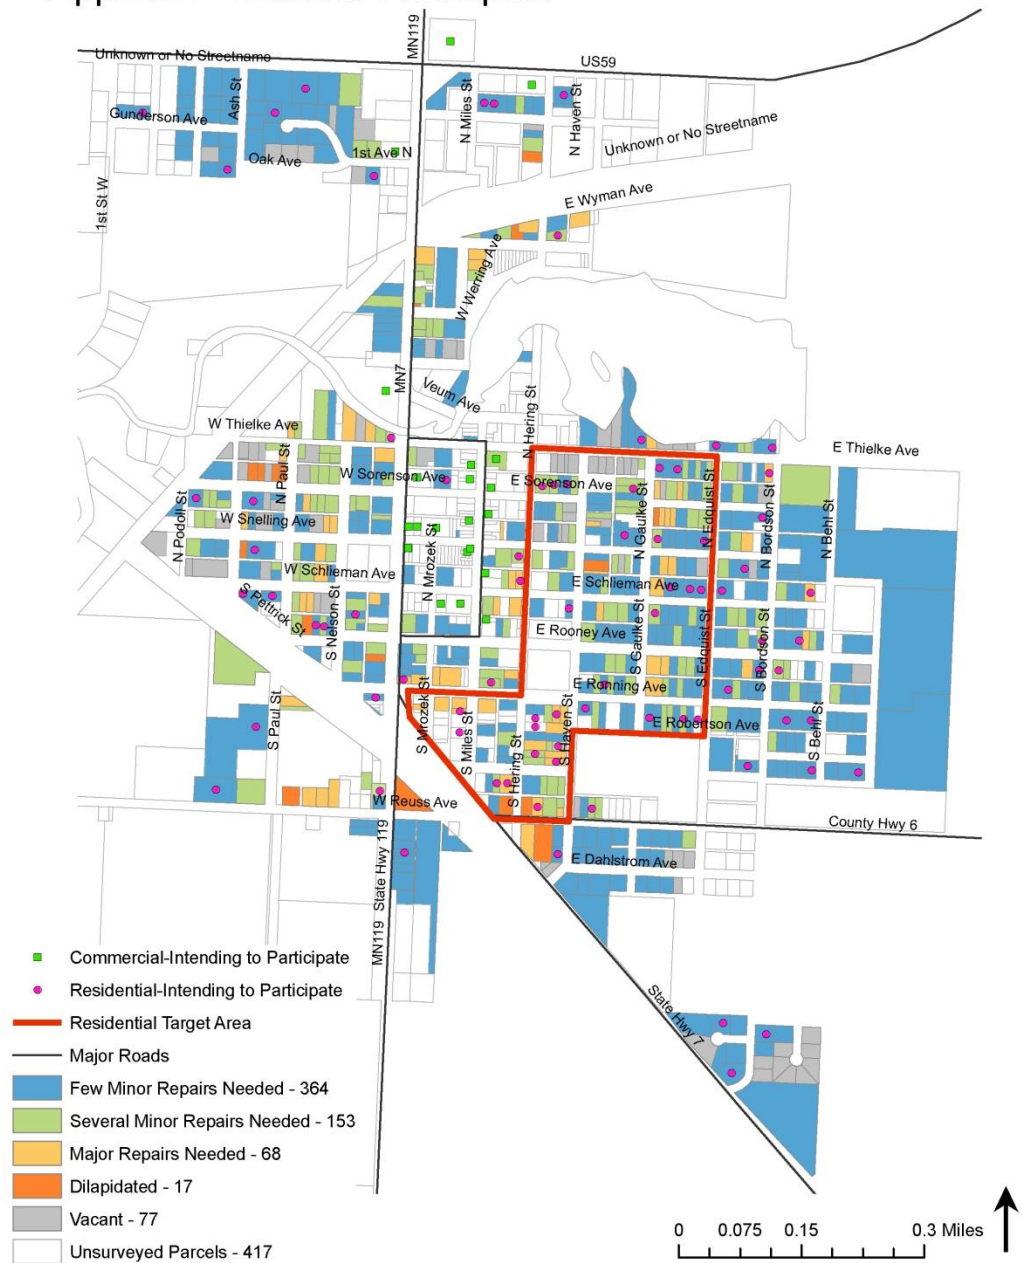 MN119
US59
Unknown or No Streetname
Ash St
N Miles St
N Haven St
Gunderson Ave
Unknown or No Streetname
1st Ave N
Oak Ave
1st St W
E Wyman Ave
W Werring Ave
MN7
Veum Ave
N Hering St
W Thielke Ave
E Thielke Ave
N Paul St
W Sorenson Ave
E Sorenson Ave
N Podoll St
W Snelling Ave
N Mrozek St
N Gaulke St
N Edquist St
N Bordson St
N Behl St
W Schlieman Ave
E Schlieman Ave
S Pettrick St
S Nelson St
E Rooney Ave
S Gaulke St
S Edquist St
S Bordson St
E Ronning Ave
S Paul St
S Mrozek St
S Miles St
S Hering St
S Haven St
E Robertson Ave
S Behl St
W Reuss Ave
County Hwy 6
E Dahlstrom Ave
MN119 State Hwy 119
State Hwy 7
Commercial-Intending to Participate
Residential-Intending to Participate
Residential Target Area
Major Roads
Few Minor Repairs Needed - 364
Several Minor Repairs Needed - 153
Major Repairs Needed - 68
Dilapidated - 17
Vacant - 77
Unsurveyed Parcels - 417
0 0.075 0.15 0.3 Miles